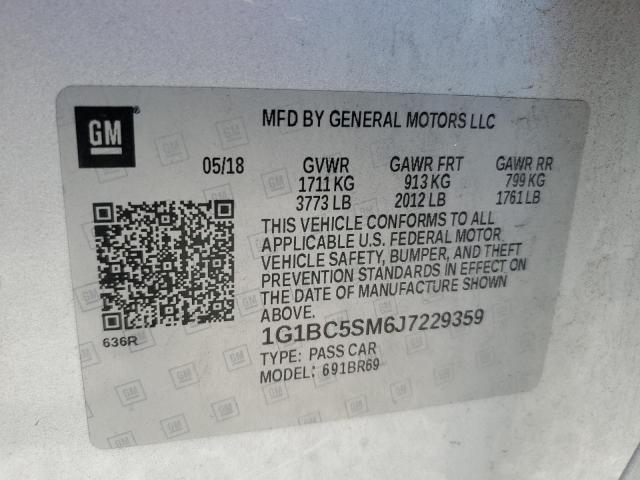 GM
MFD BY GENERAL MOTORS LLC
05/18 GVWR GAWR FRT GAWR RR
1711 KG 913 KG 799 KG
3773 LB 2012 LB 1761 LB
THIS VEHICLE CONFORMS TO ALL
APPLICABLE U.S. FEDERAL MOTOR
VEHICLE SAFETY, BUMPER, AND THEFT
PREVENTION STANDARDS IN EFFECT ON
THE DATE OF MANUFACTURE SHOWN
ABOVE.
636R
1G1BC5SM6J7229359
TYPE: PASS CAR
MODEL: 691BR69